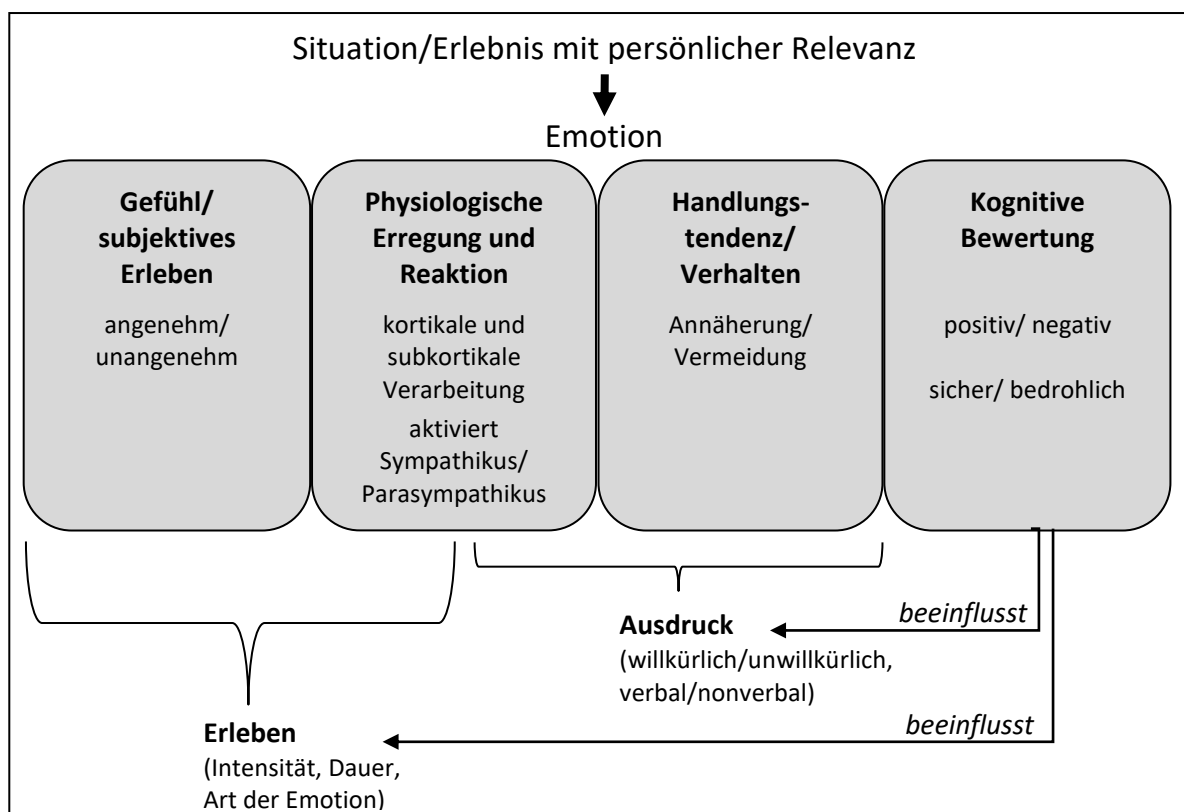 Situation/Erlebnis mit persönlicher Relevanz
Emotion
Gefühl/
subjektives
Erleben
angenehm/
unangenehm
Physiologische
Erregung und
Reaktion
kortikale und
subkortikale
Verarbeitung
aktiviert
Sympathikus/
Parasympathikus
Handlungs-
tendenz/
Verhalten
Annäherung/
Vermeidung
Kognitive
Bewertung
positiv/ negativ
sicher/ bedrohlich
beeinflusst
Ausdruck
(willkürlich/unwillkürlich,
verbal/nonverbal)
beeinflusst
Erleben
(Intensität, Dauer,
Art der Emotion)